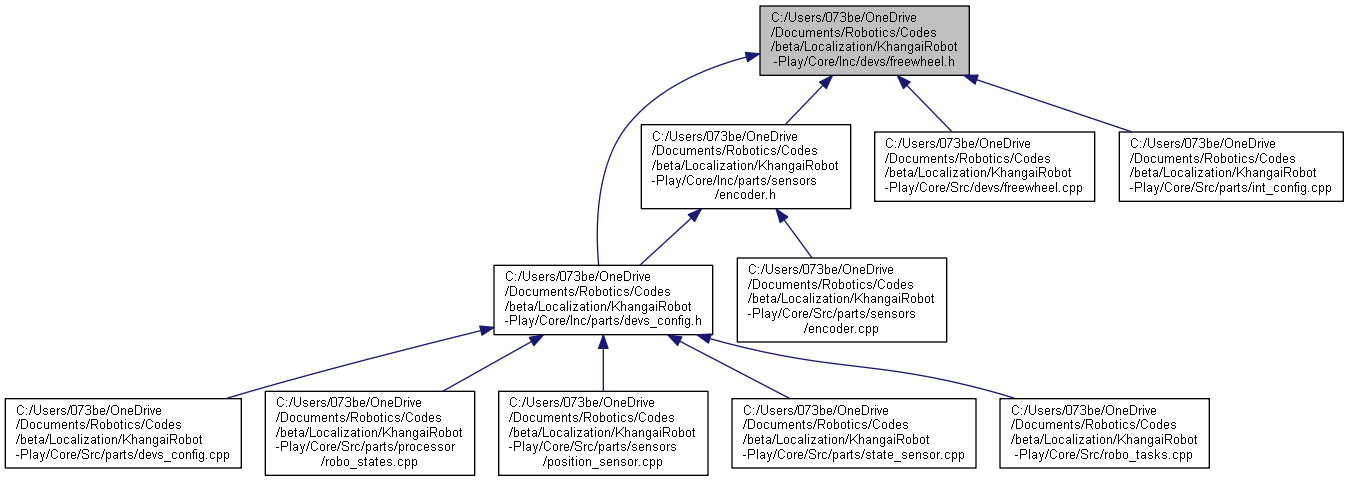 C:/Users/073be/OneDrive
/Documents/Robotics/Codes
/beta/Localization/KhangaiRobot
-Play/Core/Inc/devs/freewheel.h
C:/Users/073be/OneDrive
/Documents/Robotics/Codes
/beta/Localization/KhangaiRobot
-Play/Core/Inc/parts/sensors
/encoder.h
C:/Users/073be/OneDrive
/Documents/Robotics/Codes
/beta/Localization/KhangaiRobot
-Play/Core/Src/devs/freewheel.cpp
C:/Users/073be/OneDrive
/Documents/Robotics/Codes
/beta/Localization/KhangaiRobot
-Play/Core/Src/parts/int_config.cpp
C:/Users/073be/OneDrive
/Documents/Robotics/Codes
/beta/Localization/KhangaiRobot
-Play/Core/Inc/parts/devs_config.h
C:/Users/073be/OneDrive
/Documents/Robotics/Codes
/beta/Localization/KhangaiRobot
-Play/Core/Src/parts/sensors
/encoder.cpp
C:/Users/073be/OneDrive
/Documents/Robotics/Codes
/beta/Localization/KhangaiRobot
-Play/Core/Src/parts/devs_config.cpp
C:/Users/073be/OneDrive
/Documents/Robotics/Codes
/beta/Localization/KhangaiRobot
-Play/Core/Src/parts/processor
/robo_states.cpp
C:/Users/073be/OneDrive
/Documents/Robotics/Codes
/beta/Localization/KhangaiRobot
-Play/Core/Src/parts/sensors
/position_sensor.cpp
C:/Users/073be/OneDrive
/Documents/Robotics/Codes
/beta/Localization/KhangaiRobot
-Play/Core/Src/parts/state_sensor.cpp
C:/Users/073be/OneDrive
/Documents/Robotics/Codes
/beta/Localization/KhangaiRobot
-Play/Core/Src/robo_tasks.cpp